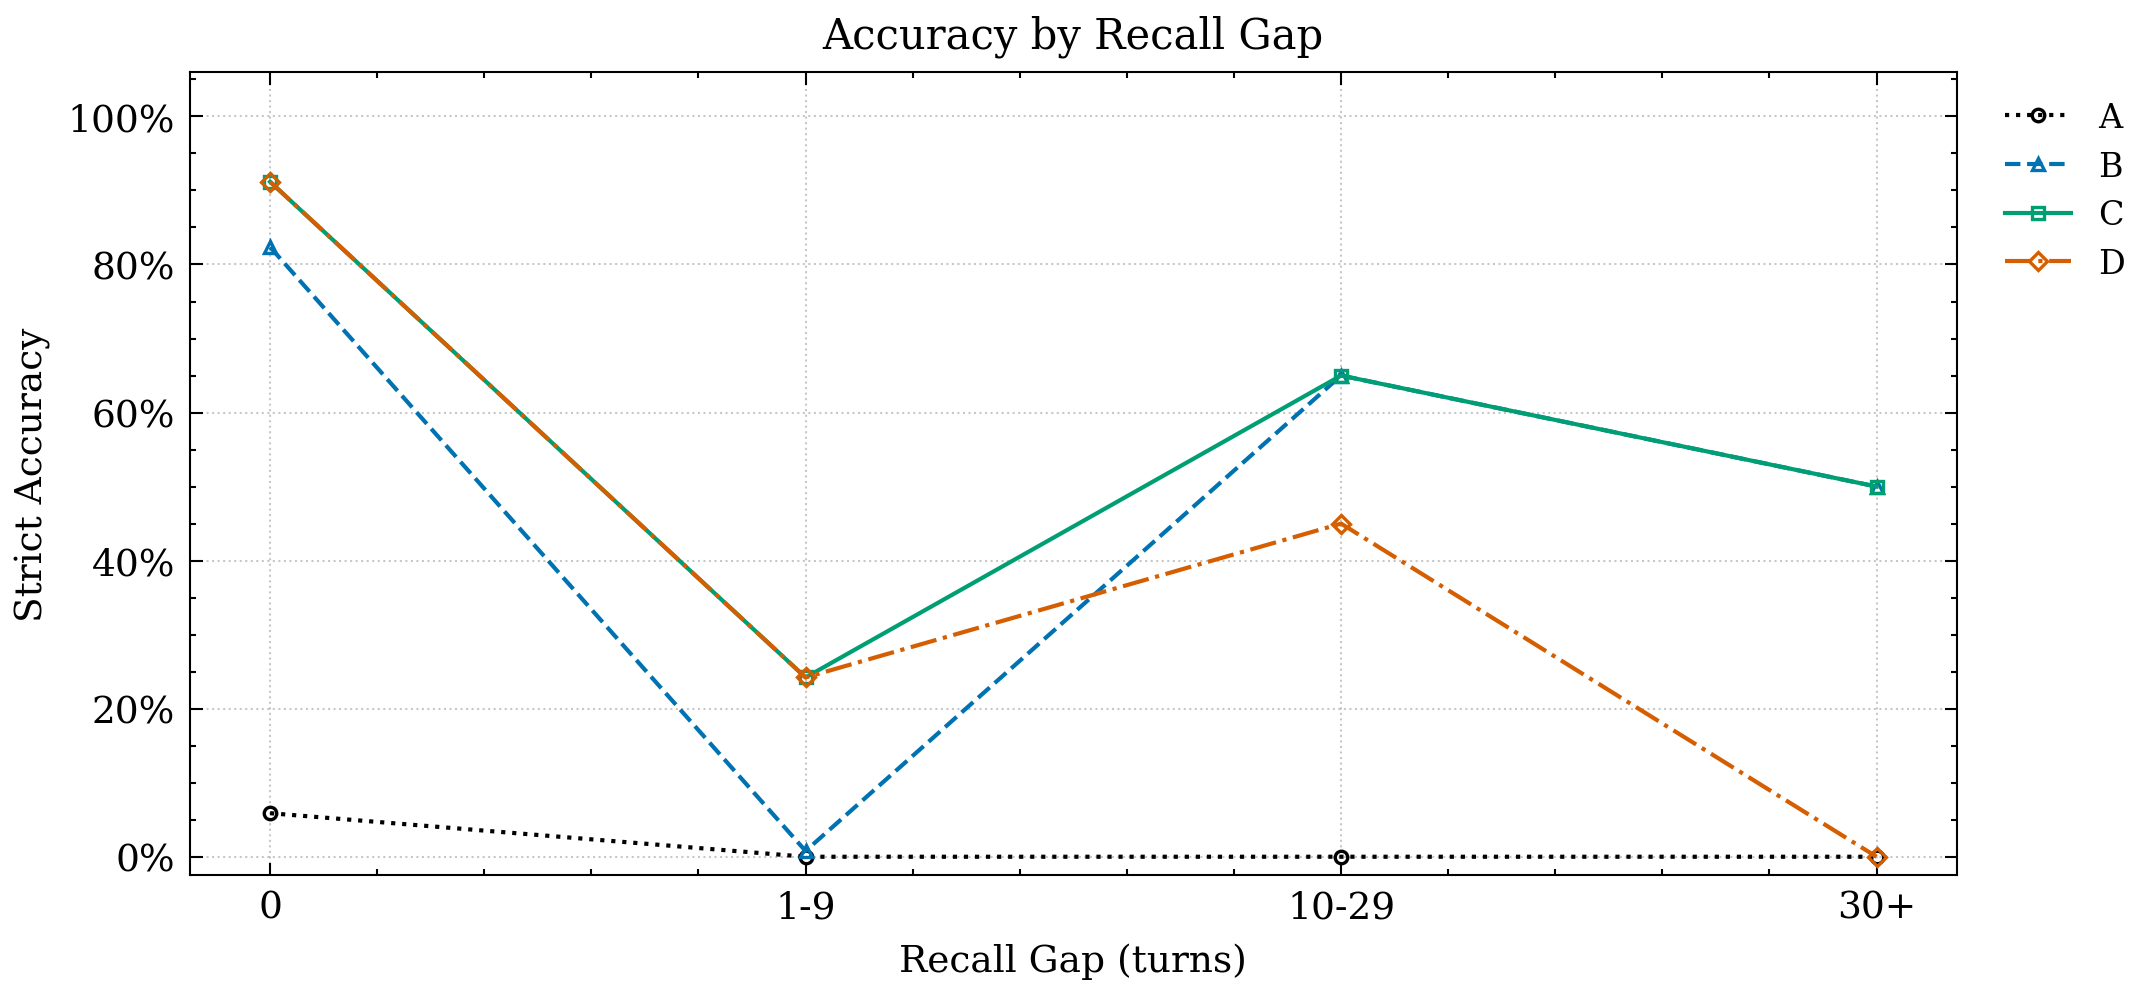 Accuracy by Recall Gap
100%
80%
60%
40%
20%
0%
Strict Accuracy
0
1-9
10-29
30+
Recall Gap (turns)
A
B
C
D